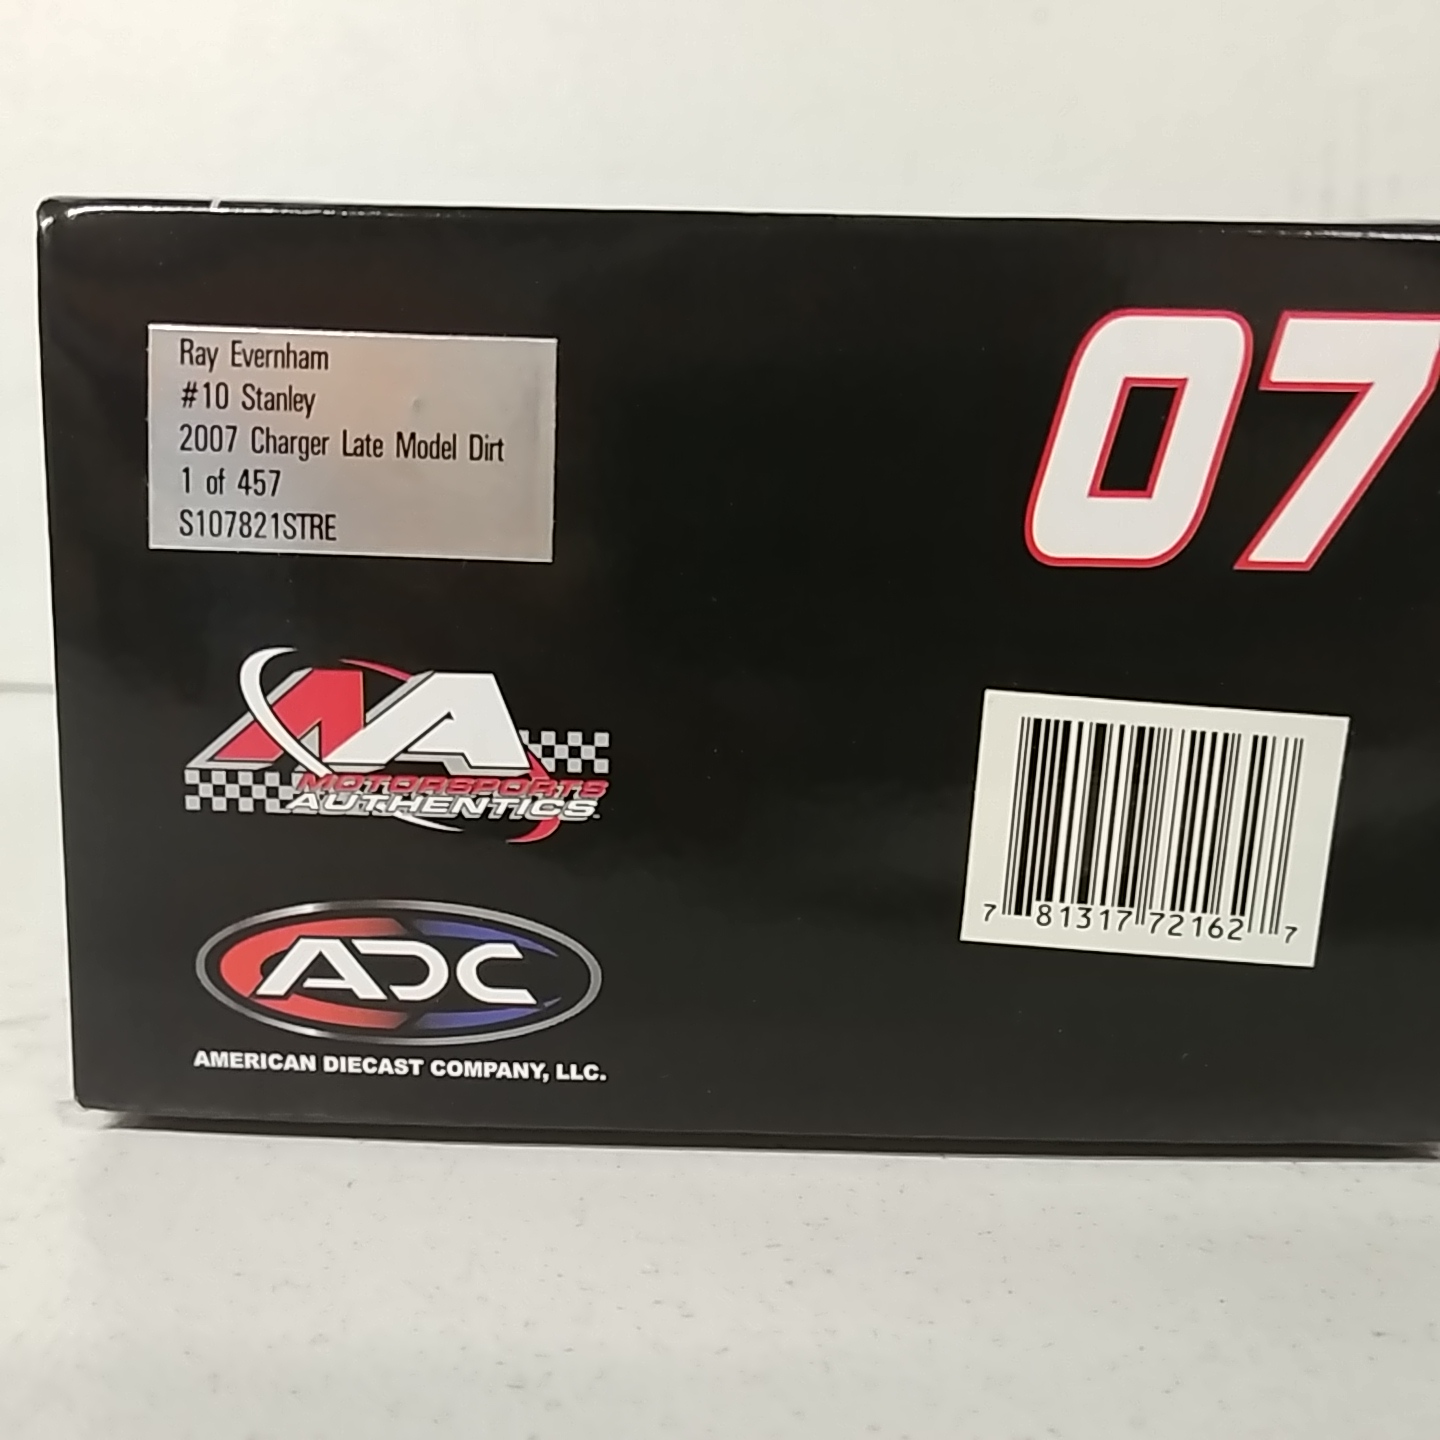 Ray Evernham
#10 Stanley
2007 Charger Late Model Dirt
1 of 457
S107821STRE
07
MA
MOTORSPORTS
AUTHENTICS
7 81317 72162 7
ADC
AMERICAN DIECAST COMPANY, LLC.